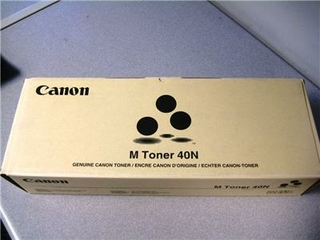 Canon
M Toner 40N
GENUINE CANON TONER / ENCRE CANON D'ORIGINE / ECHTER CANON-TONER
Canon
M Toner 40N